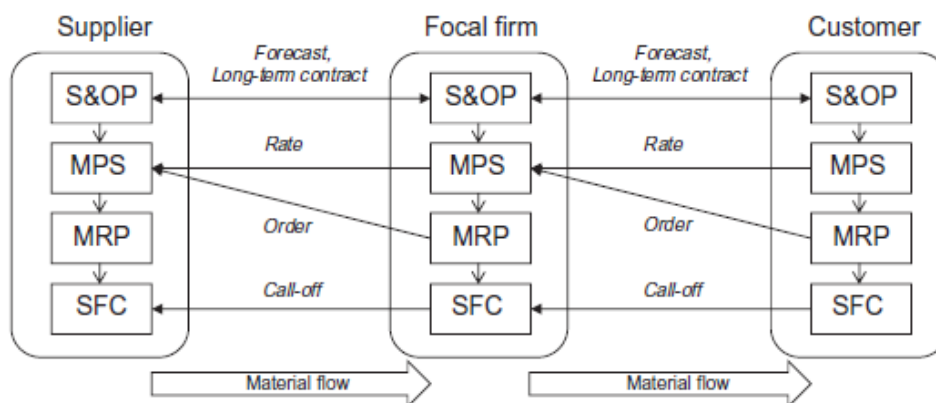 Supplier
Focal firm
Customer
Forecast,
Long-term contract
Forecast,
Long-term contract
S&OP
S&OP
S&OP
Rate
Rate
MPS
MPS
MPS
Order
Order
MRP
MRP
MRP
Call-off
Call-off
SFC
SFC
SFC
Material flow
Material flow